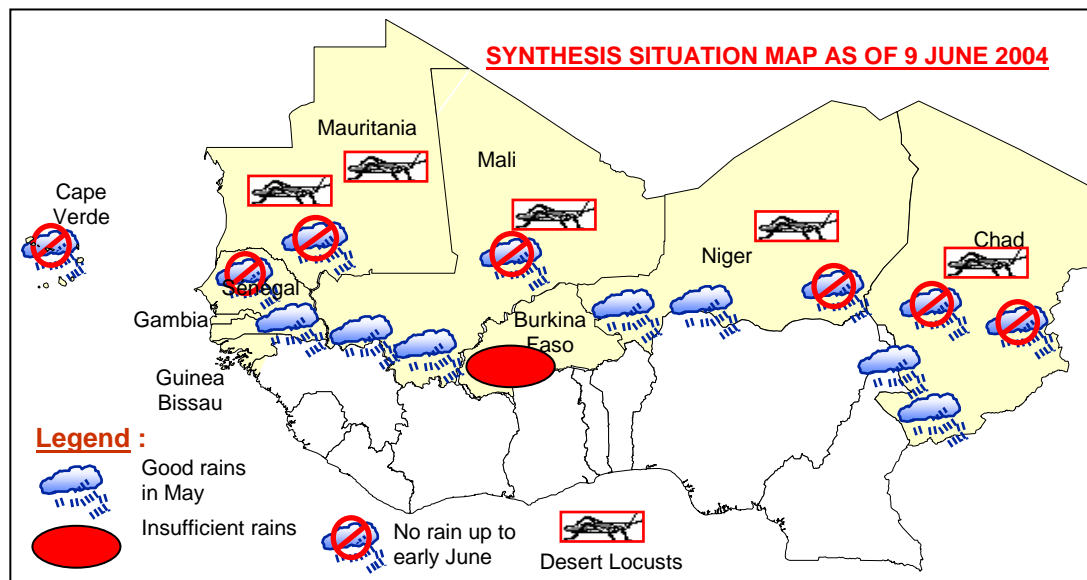 SYNTHESIS SITUATION MAP AS OF 9 JUNE 2004
Mauritania
Mali
Cape
Verde
Niger
Chad
Senegal
Gambia
Burkina
Faso
Guinea
Bissau
Legend :
Good rains
in May
Insufficient rains
No rain up to
early June
Desert Locusts